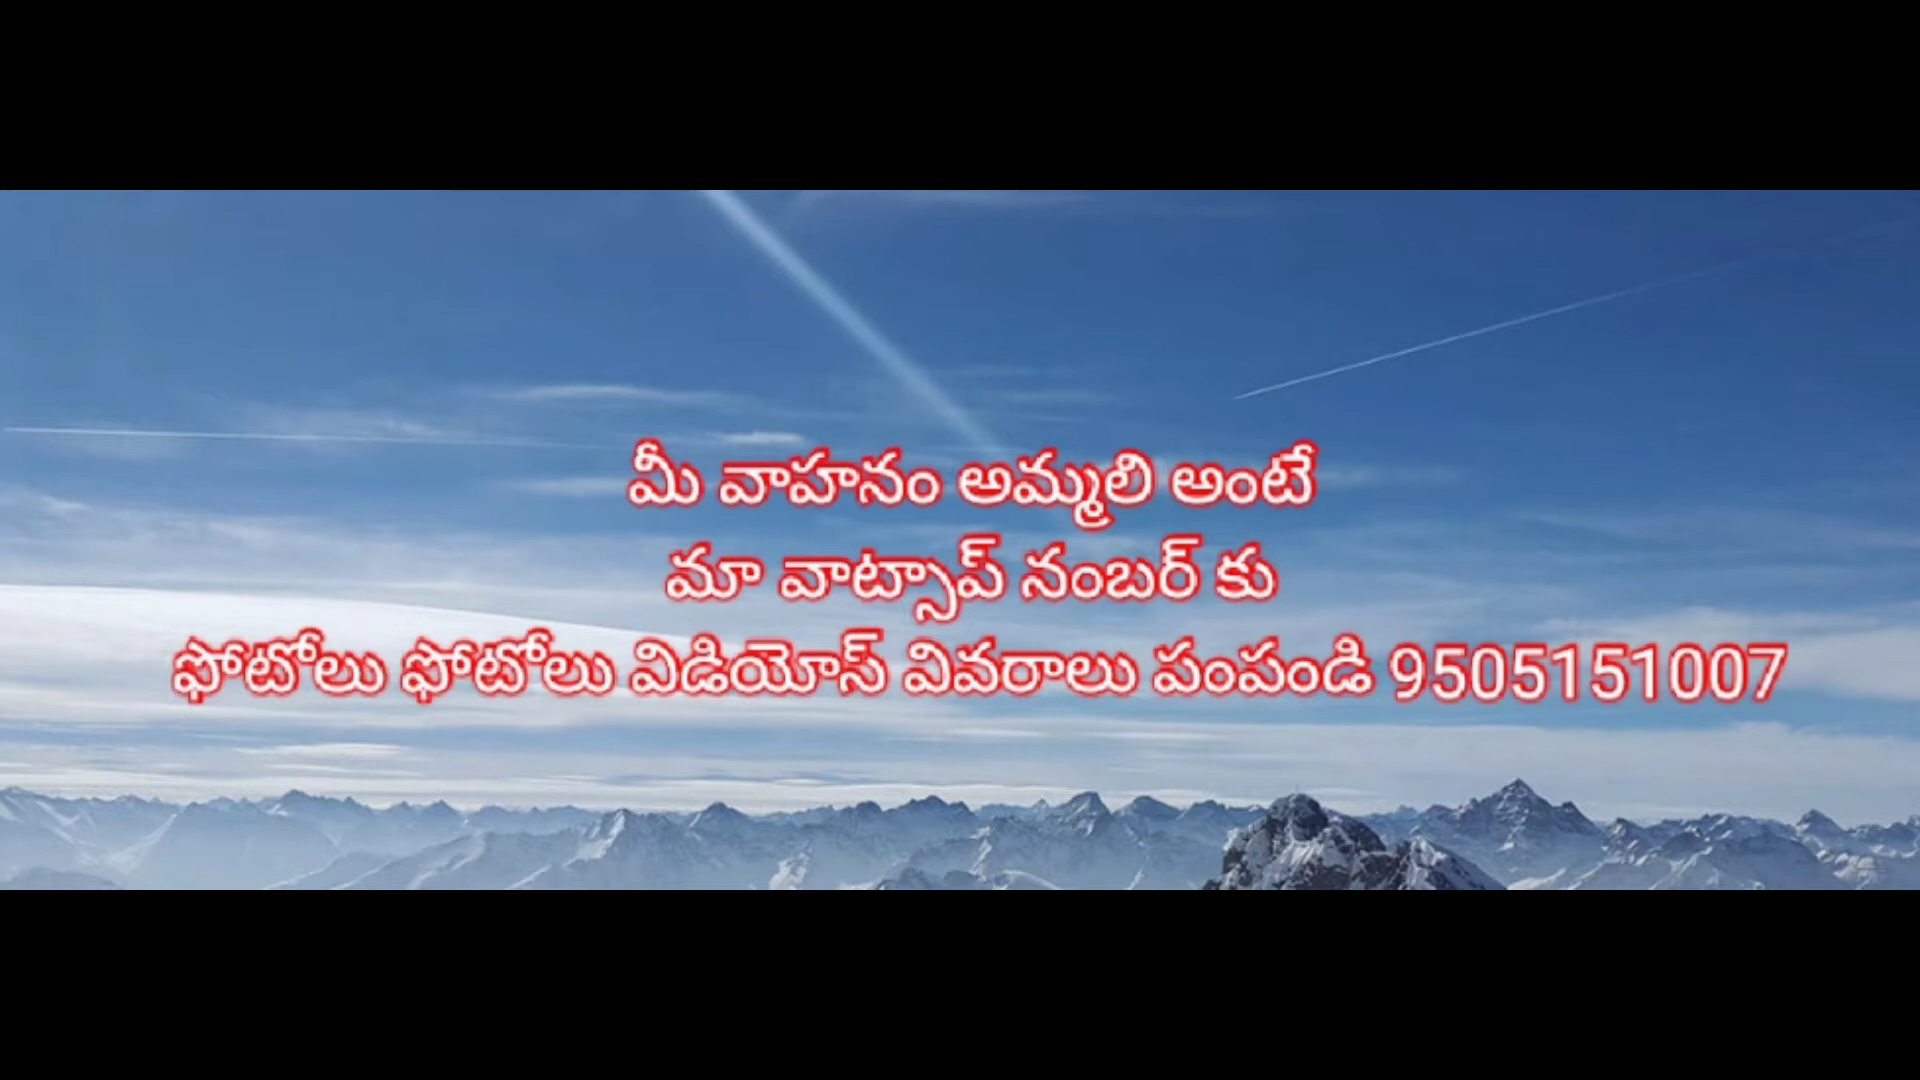 మీ వాహనం అమ్మలి అంటే
మా వాట్సాప్ నంబర్ కు
ఫోటోలు ఫోటోలు విడియోస్ వివరాలు పంపండి 9505151007